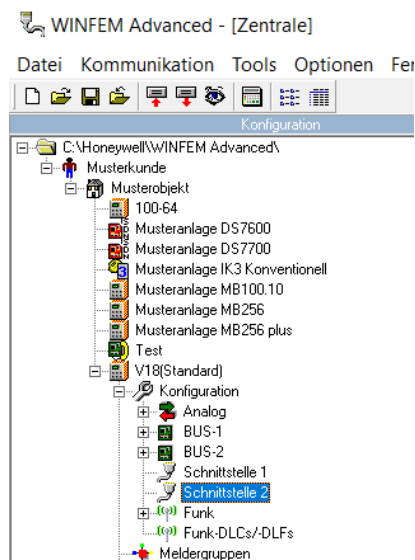 WINFEM Advanced - [Zentrale]
Datei Kommunikation Tools Optionen
Konfiguration
C:\Honeywell\WINFEM Advanced\
Musterkunde
Musterobjekt
100-64
Musteranlage DS7600
Musteranlage DS7700
Musteranlage IK3 Konventionell
Musteranlage MB100.10
Musteranlage MB256
Musteranlage MB256 plus
Test
V18(Standard)
Konfiguration
Analog
BUS-1
BUS-2
Schnittstelle 1
Schnittstelle 2
Funk
Funk-DLCs/-DLFs
Meldergruppen